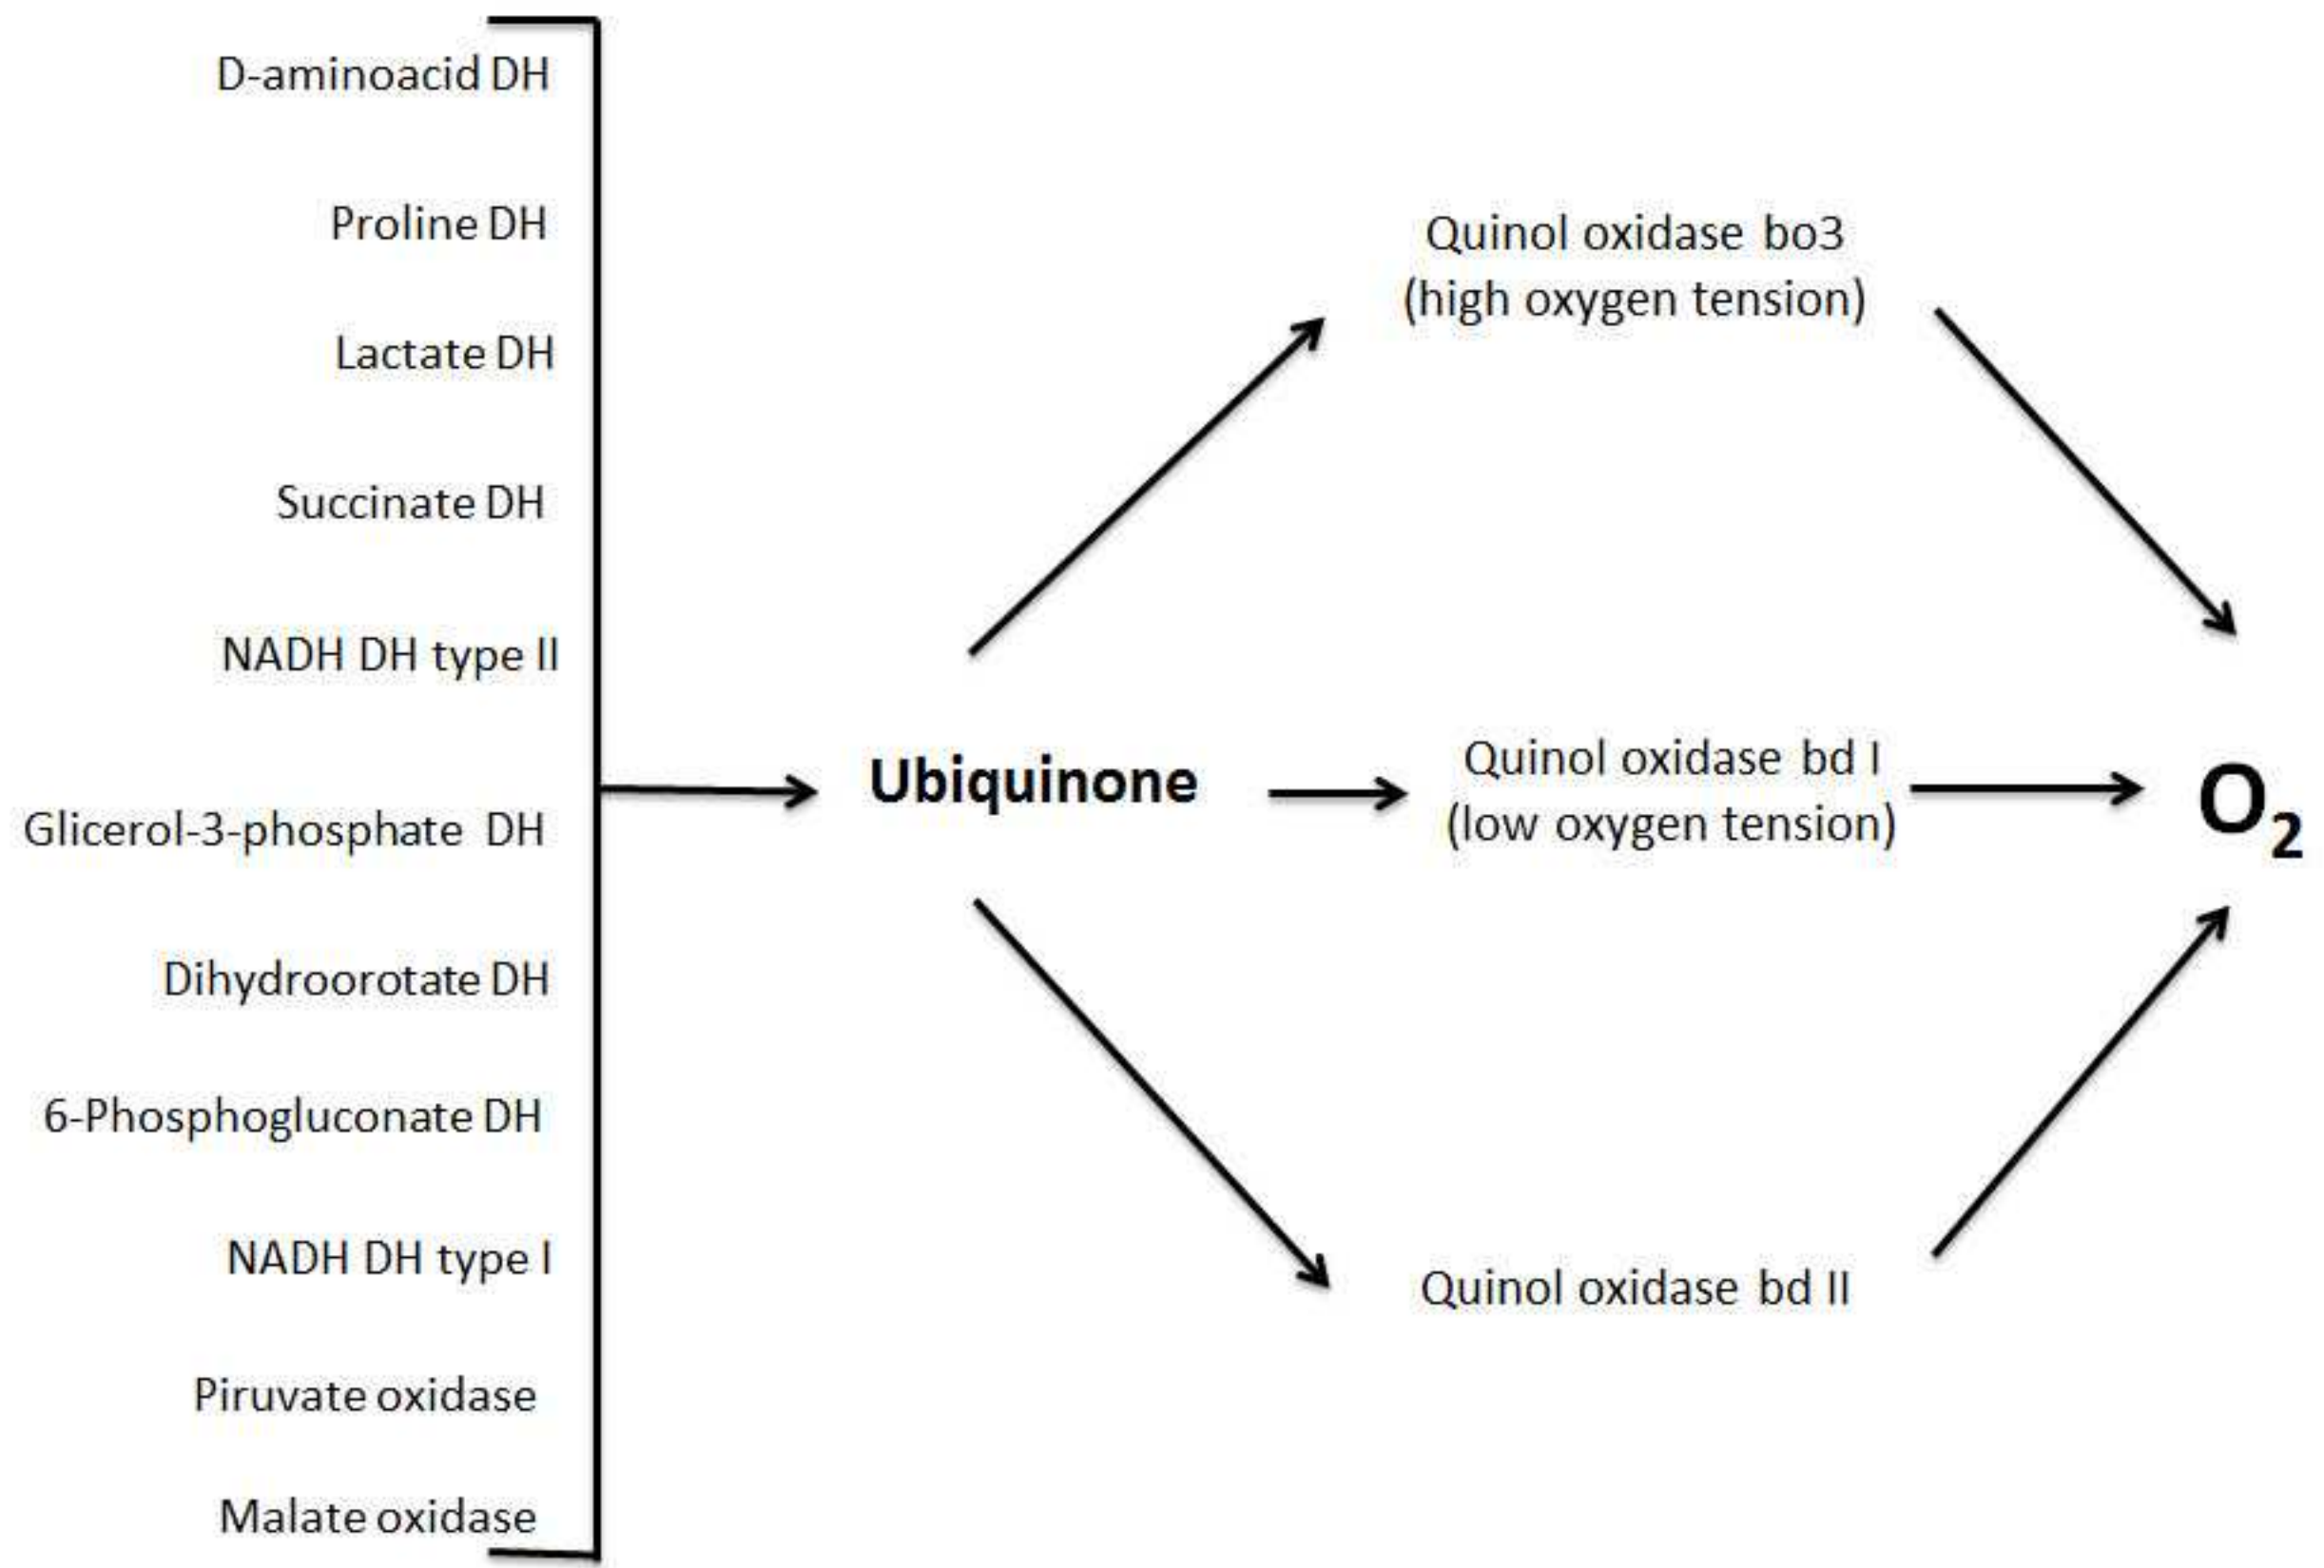 D-aminoacid DH
Proline DH
Lactate DH
Succinate DH
NADH DH type II
Glicerol-3-phosphate DH
Dihydroorotate DH
6-Phosphogluconate DH
NADH DH type I
Piruvate oxidase
Malate oxidase
Ubiquinone
Quinol oxidase bo3
(high oxygen tension)
Quinol oxidase bd I
(low oxygen tension)
Quinol oxidase bd II
O₂